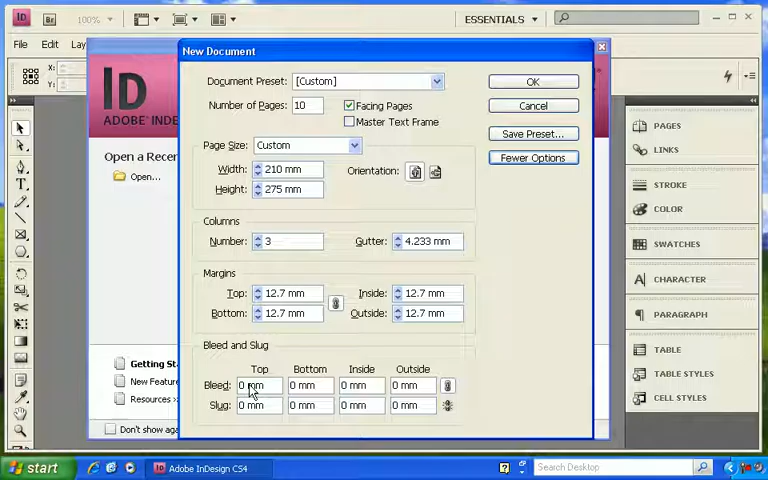 Id Br 100% ESSENTIALS
File Edit Lay
X:
Y:
New Document
Document Preset: [Custom] OK
Number of Pages: 10 Facing Pages Cancel
Master Text Frame
Save Preset...
Page Size: Custom Fewer Options
Width: 210 mm Orientation:
Height: 275 mm
Columns
Number: 3 Gutter: 4.233 mm
Margins
Top: 12.7 mm Inside: 12.7 mm
Bottom: 12.7 mm Outside: 12.7 mm
Bleed and Slug
Top Bottom Inside Outside
Bleed: 0 mm 0 mm 0 mm 0 mm
Slug: 0 mm 0 mm 0 mm 0 mm
Id
ADOBE' INDE
Open a Recen
Open...
Getting Sta
New Feature
Resources »
Don't show aga
PAGES
LINKS
STROKE
COLOR
SWATCHES
CHARACTER
PARAGRAPH
TABLE
TABLE STYLES
CELL STYLES
start Adobe InDesign CS4 Search Desktop